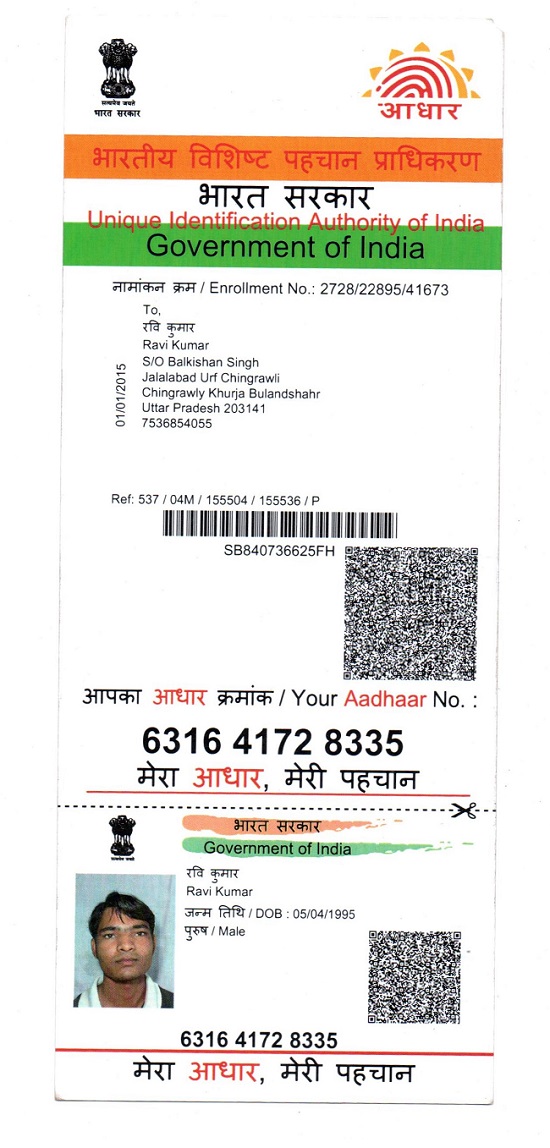 सत्यमेव जयते
भारत सरकार
आधार
भारतीय विशिष्ट पहचान प्राधिकरण
भारत सरकार
Unique Identification Authority of India
Government of India
नामांकन क्रम / Enrollment No.: 2728/22895/41673
To,
रवि कुमार
Ravi Kumar
S/O Balkishan Singh
Jalalabad Urf Chingrawli
Chingrawly Khurja Bulandshahr
Uttar Pradesh 203141
7536854055
01/01/2015
Ref: 537 / 04M / 155504 / 155536 / P
SB840736625FH
आपका आधार क्रमांक / Your Aadhaar No. :
6316 4172 8335
मेरा आधार, मेरी पहचान
भारत सरकार
Government of India
सत्यमेव जयते
रवि कुमार
Ravi Kumar
जन्म तिथि / DOB : 05/04/1995
पुरुष / Male
6316 4172 8335
मेरा आधार, मेरी पहचान